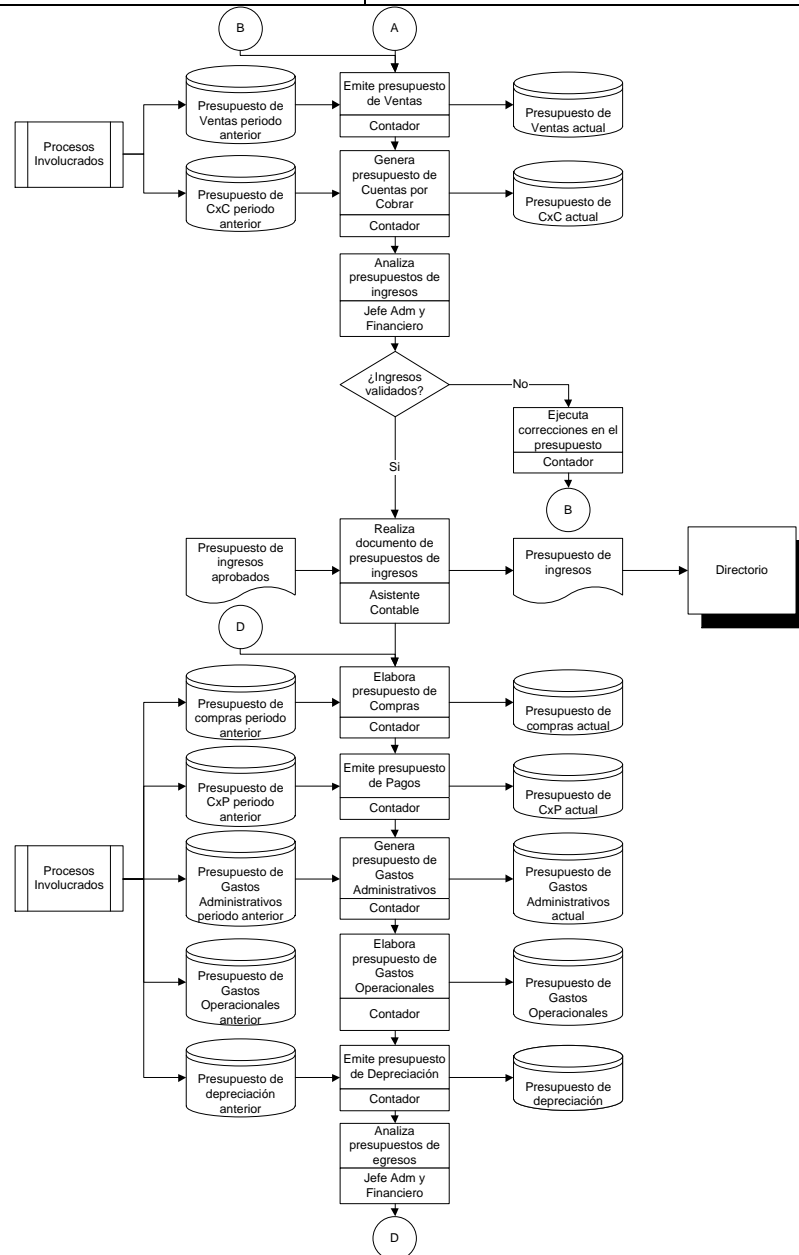 B
A
Presupuesto de
Ventas periodo
anterior
Emite presupuesto
de Ventas
Contador
Presupuesto de
Ventas actual
Procesos
Involucrados
Presupuesto de
CxC periodo
anterior
Genera
presupuesto de
Cuentas por
Cobrar
Contador
Presupuesto de
CxC actual
Analiza
presupuestos de
ingresos
Jefe Adm y
Financiero
¿Ingresos
validados?
No
Ejecuta
correcciones en el
presupuesto
Contador
B
Si
Presupuesto de
ingresos
aprobados
Realiza
documento de
presupuestos de
ingresos
Asistente
Contable
Presupuesto de
ingresos
Directorio
D
Presupuesto de
compras periodo
anterior
Elabora
presupuesto de
Compras
Contador
Presupuesto de
compras actual
Presupuesto de
CxP periodo
anterior
Emite presupuesto
de Pagos
Contador
Presupuesto de
CxP actual
Procesos
Involucrados
Presupuesto de
Gastos
Administrativos
periodo anterior
Genera
presupuesto de
Gastos
Administrativos
Contador
Presupuesto de
Gastos
Administrativos
actual
Presupuesto de
Gastos
Operacionales
anterior
Elabora
presupuesto de
Gastos
Operacionales
Contador
Presupuesto de
Gastos
Operacionales
Presupuesto de
depreciación
anterior
Emite presupuesto
de Depreciación
Contador
Presupuesto de
depreciación
Analiza
presupuestos de
egresos
Jefe Adm y
Financiero
D